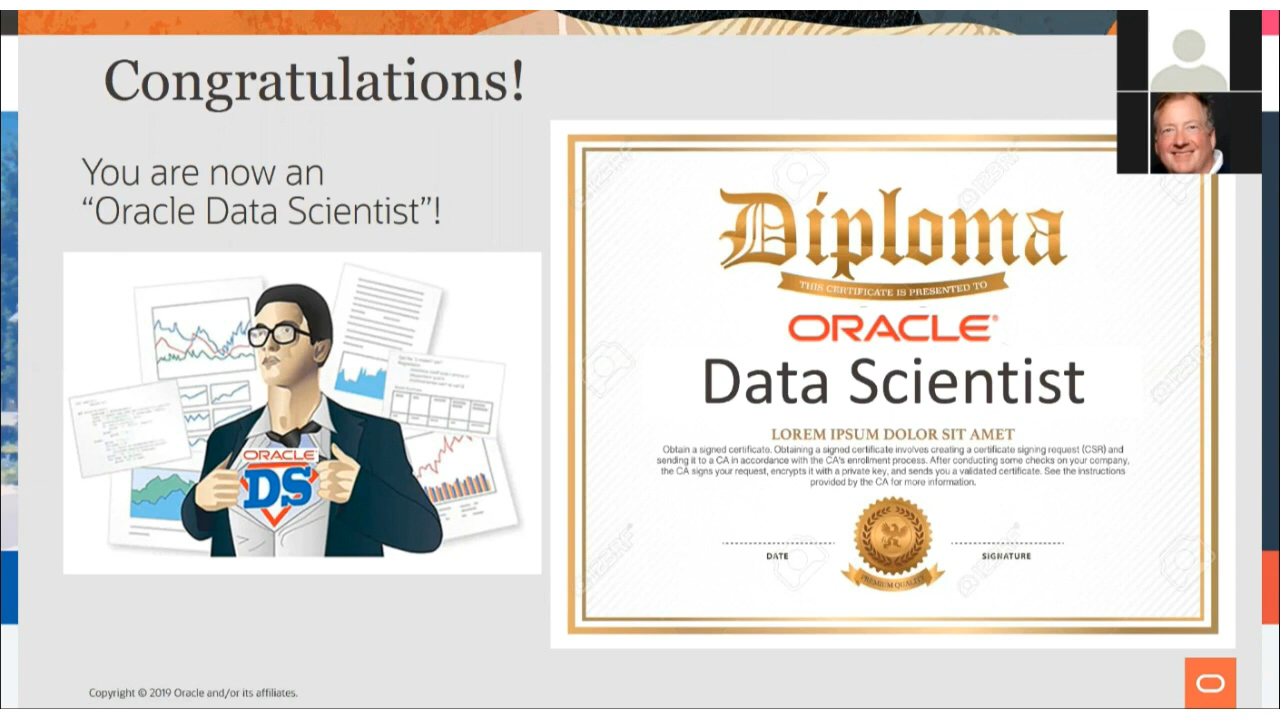 Congratulations!
You are now an
“Oracle Data Scientist”!
ORACLE
DS
Diploma
THIS CERTIFICATE IS PRESENTED TO
ORACLE®
Data Scientist
LOREM IPSUM DOLOR SIT AMET
Obtain a signed certificate. Obtaining a signed certificate involves creating a certificate signing request (CSR) and
sending it to a CA in accordance with the CA's enrollment process. After conducting some checks on your company,
the CA signs your request, encrypts it with a private key, and sends you a validated certificate. See the instructions
provided by the CA for more information.
DATE
SIGNATURE
PREMIUM QUALITY
123RF
Copyright © 2019 Oracle and/or its affiliates.